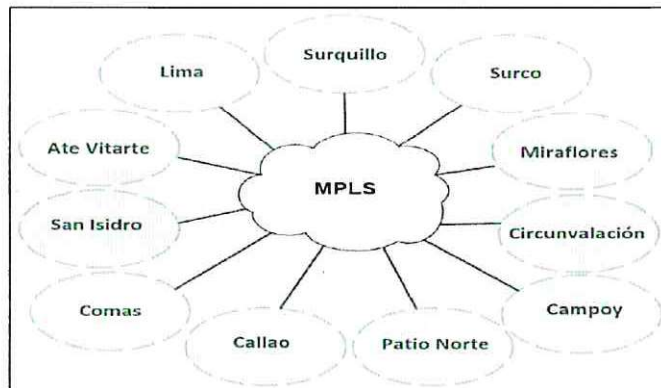 Surquillo
Lima
Surco
Ate Vitarte
Miraflores
MPLS
San Isidro
Circunvalación
Comas
Campoy
Callao
Patio Norte